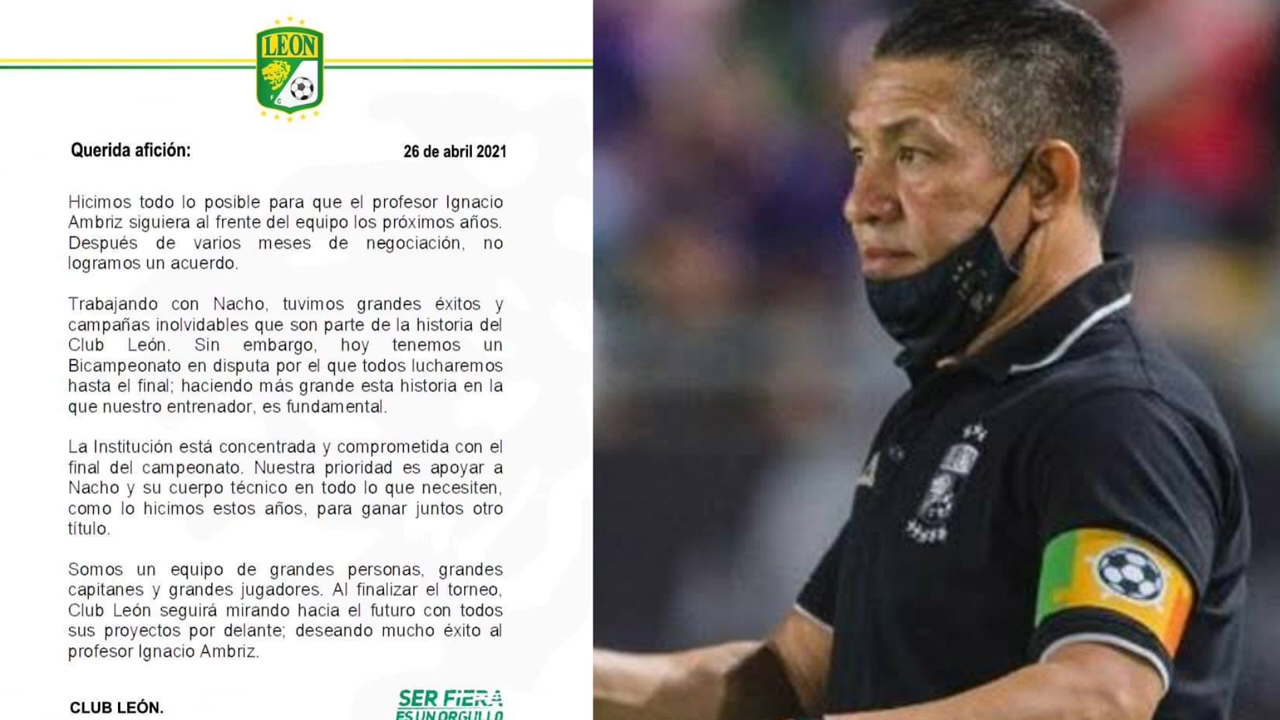 LEON
Querida afición:
26 de abril 2021
Hicimos todo lo posible para que el profesor Ignacio
Ambriz siguiera al frente del equipo los próximos años.
Después de varios meses de negociación, no
logramos un acuerdo.
Trabajando con Nacho, tuvimos grandes éxitos y
campañas inolvidables que son parte de la historia del
Club León. Sin embargo, hoy tenemos un
Bicampeonato en disputa por el que todos lucharemos
hasta el final; haciendo más grande esta historia en la
que nuestro entrenador, es fundamental.
La Institución está concentrada y comprometida con el
final del campeonato. Nuestra prioridad es apoyar a
Nacho y su cuerpo técnico en todo lo que necesiten,
como lo hicimos estos años, para ganar juntos otro
título.
Somos un equipo de grandes personas, grandes
capitanes y grandes jugadores. Al finalizar el torneo,
Club León seguirá mirando hacia el futuro con todos
sus proyectos por delante; deseando mucho éxito al
profesor Ignacio Ambriz.
CLUB LEÓN.
SER FIERA
ES UN ORGULLO